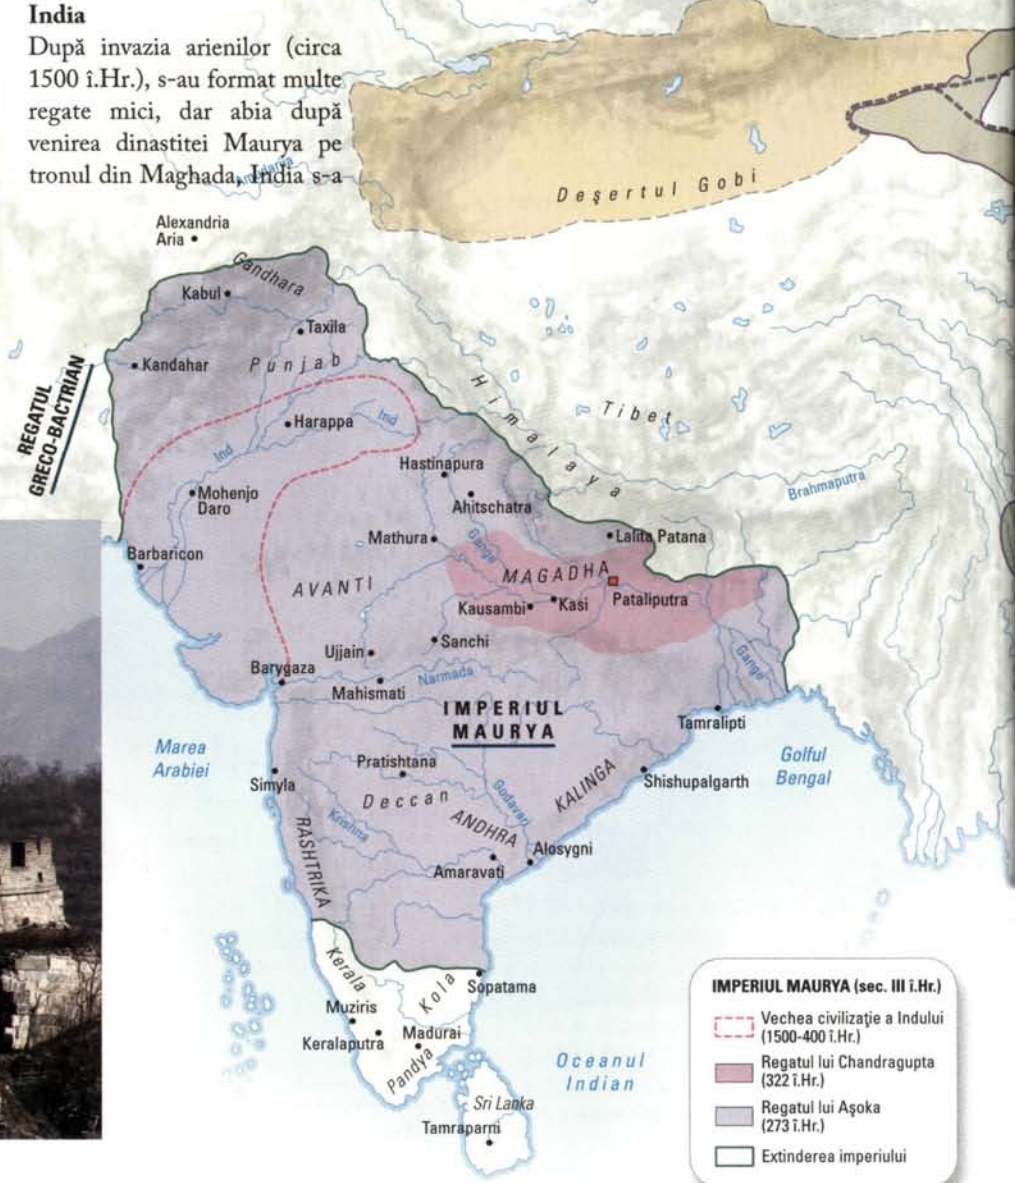 India
După invazia arienilor (circa
1500 î.Hr.), s-au format multe
regate mici, dar abia după
venirea dinastitei Maurya pe
tronul din Maghada, India s-a
Deşertul Gobi
Alexandria
Aria
Gandhara
Kabul
Taxila
Kandahar
Punjab
REGATUL
GRECO-BACTRIAN
Himalaya
Tibet
Harappa
Ind
Ind
Hastinapura
Mohenjo
Daro
Ahitschatra
Brahmaputra
Mathura
Gange
Lalita Patana
Barbaricon
AVANTI
MAGADHA
Kausambi
Kasi
Pataliputra
Sanchi
Ujjain
Gange
Barygaza
Narmada
Mahismati
IMPERIUL
MAURYA
Tamralipti
Marea
Arabiei
Golful
Bengal
Pratishtana
Simyla
Shishupalgarth
Deccan
Godavari
KALINGA
ANDHRA
Krishna
RASHTRIKA
Alosygni
Amaravati
Kerala
Kola
Sopatama
Muziris
Keralaputra
Madurai
Pandya
Oceanul
Indian
Sri Lanka
Tamraparni
IMPERIUL MAURYA (sec. III î.Hr.)
Vechea civilizaţie a Indului
(1500-400 î.Hr.)
Regatul lui Chandragupta
(322 î.Hr.)
Regatul lui Aşoka
(273 î.Hr.)
Extinderea imperiului